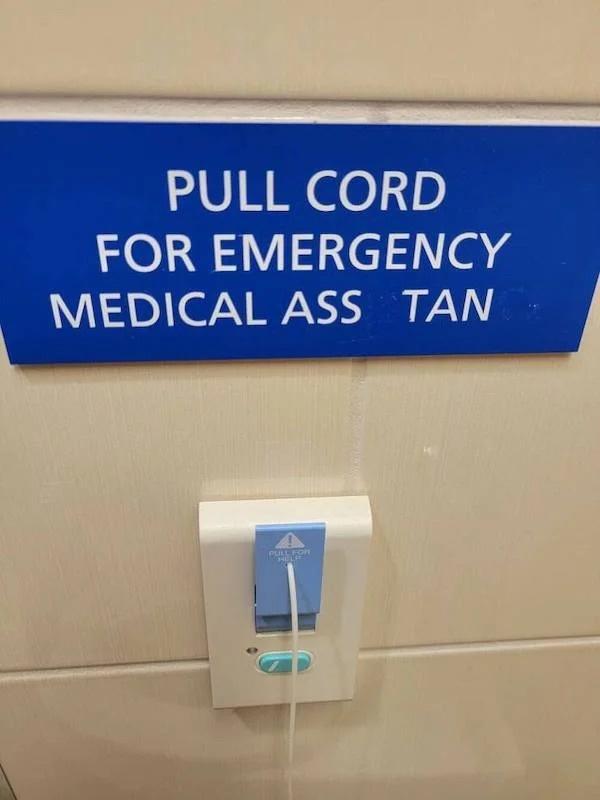 PULL CORD
FOR EMERGENCY
MEDICAL ASS TAN
PULL FOR
HELP